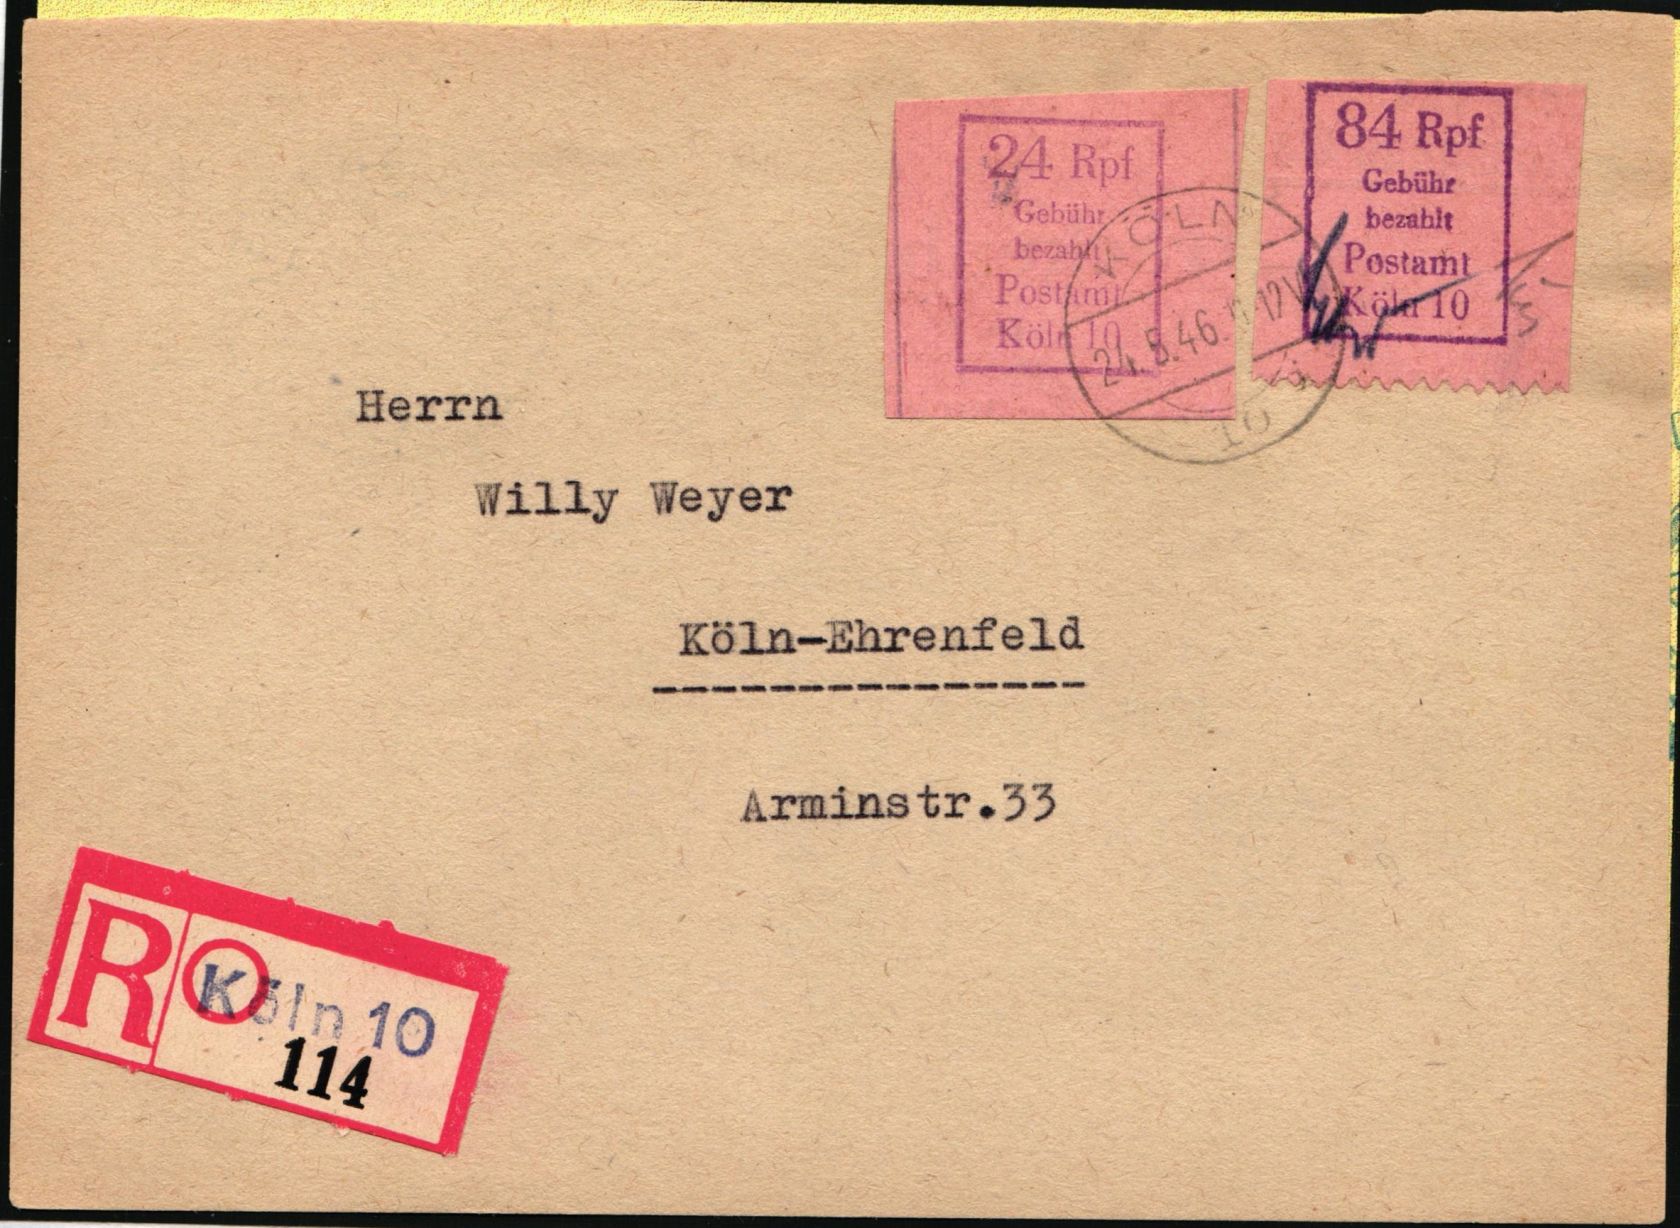 24 Rpf
Gebühr
bezahlt
Postamt
Köln 10
84 Rpf
Gebühr
bezahlt
Postamt
Köln 10
KÖLN
10
Herrn
Willy Weyer
Köln-Ehrenfeld
----------------
Arminstr.33
R
Köln 10
114